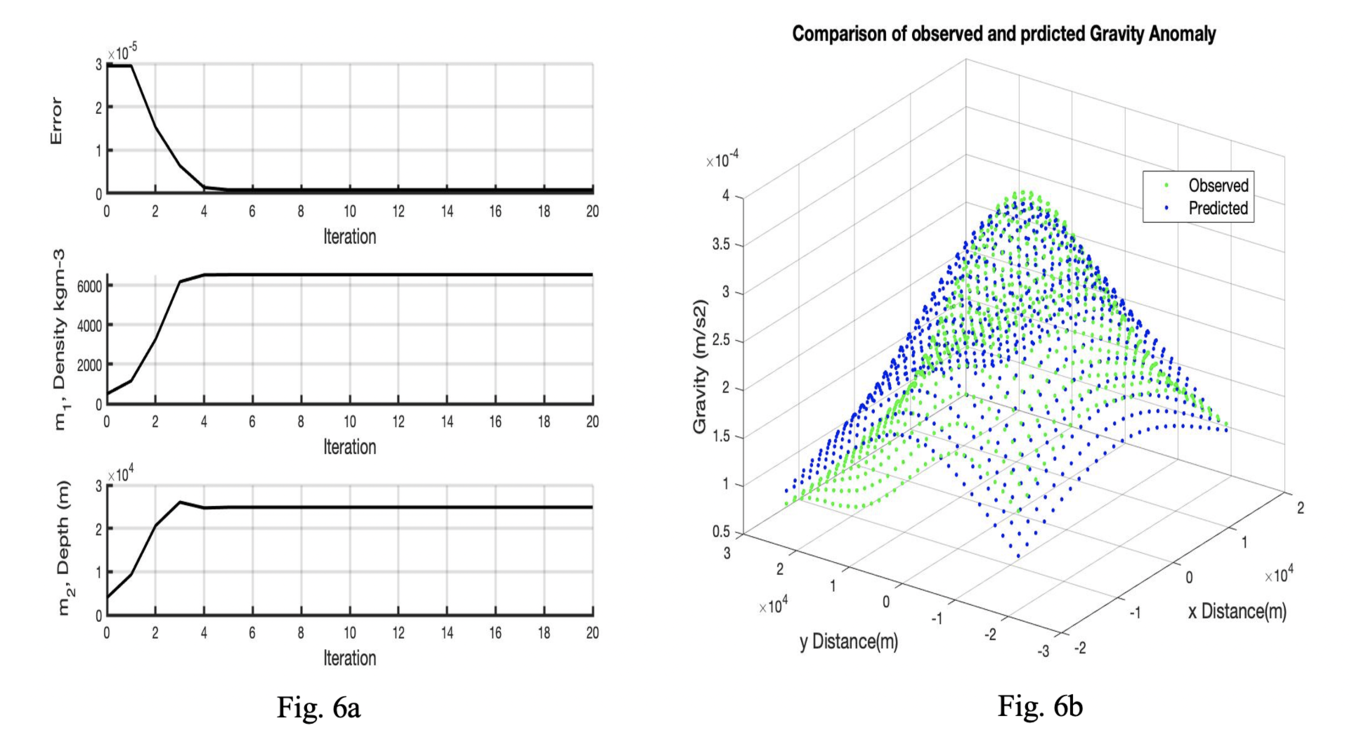 ×10-5
3
2
1
0
Error
0 2 4 6 8 10 12 14 16 18 20
Iteration
6000
4000
2000
0
m1, Density kgm-3
0 2 4 6 8 10 12 14 16 18 20
Iteration
×104
3
2
1
0
m2, Depth (m)
0 2 4 6 8 10 12 14 16 18 20
Iteration
Fig. 6a
Comparison of observed and prdicted Gravity Anomaly
×10-4
4
3.5
3
2.5
2
1.5
1
0.5
Gravity (m/s2)
Observed
Predicted
3 2 1 0 -1 -2 -3
×104
y Distance(m)
-2 -1 0 1 2
×104
x Distance(m)
Fig. 6b